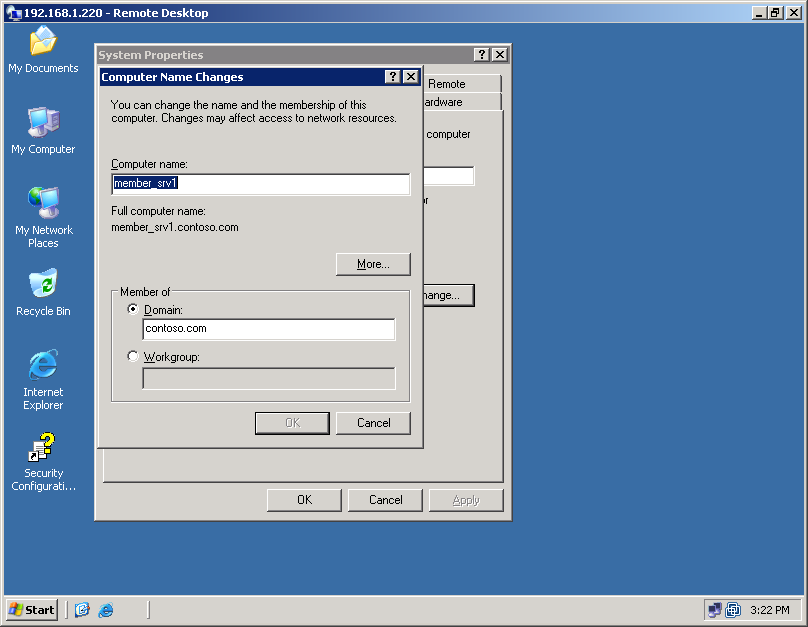 192.168.1.220 - Remote Desktop
My Documents
My Computer
My Network
Places
Recycle Bin
Internet
Explorer
Security
Configurati...
System Properties
Remote
ardware
computer
or
hange...
OK
Cancel
Apply
Computer Name Changes
You can change the name and the membership of this
computer. Changes may affect access to network resources.
Computer name:
member_srv1
Full computer name:
member_srv1.contoso.com
More...
Member of
Domain:
contoso.com
Workgroup:
OK
Cancel
Start
3:22 PM